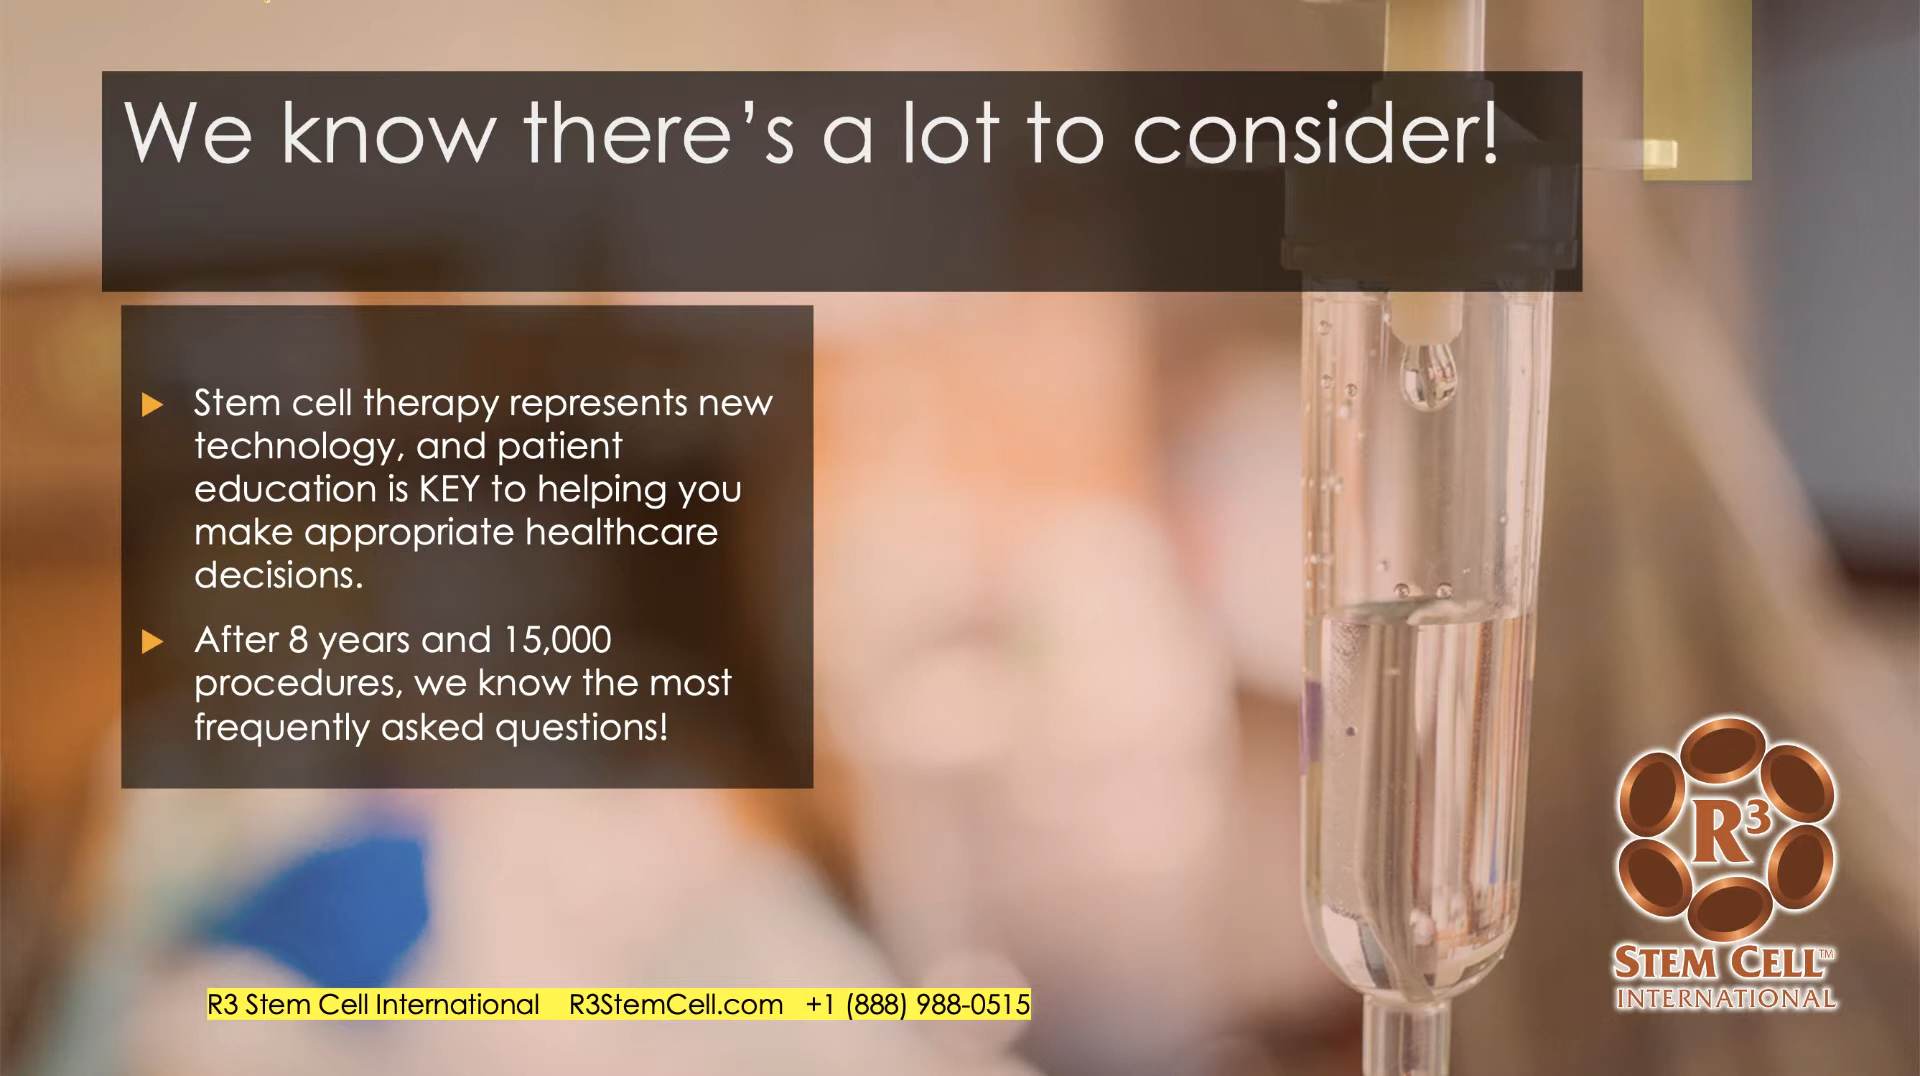 We know there’s a lot to consider!
Stem cell therapy represents new
technology, and patient
education is KEY to helping you
make appropriate healthcare
decisions.
After 8 years and 15,000
procedures, we know the most
frequently asked questions!
R3 Stem Cell International R3StemCell.com +1 (888) 988-0515
R³
STEM CELL™
INTERNATIONAL